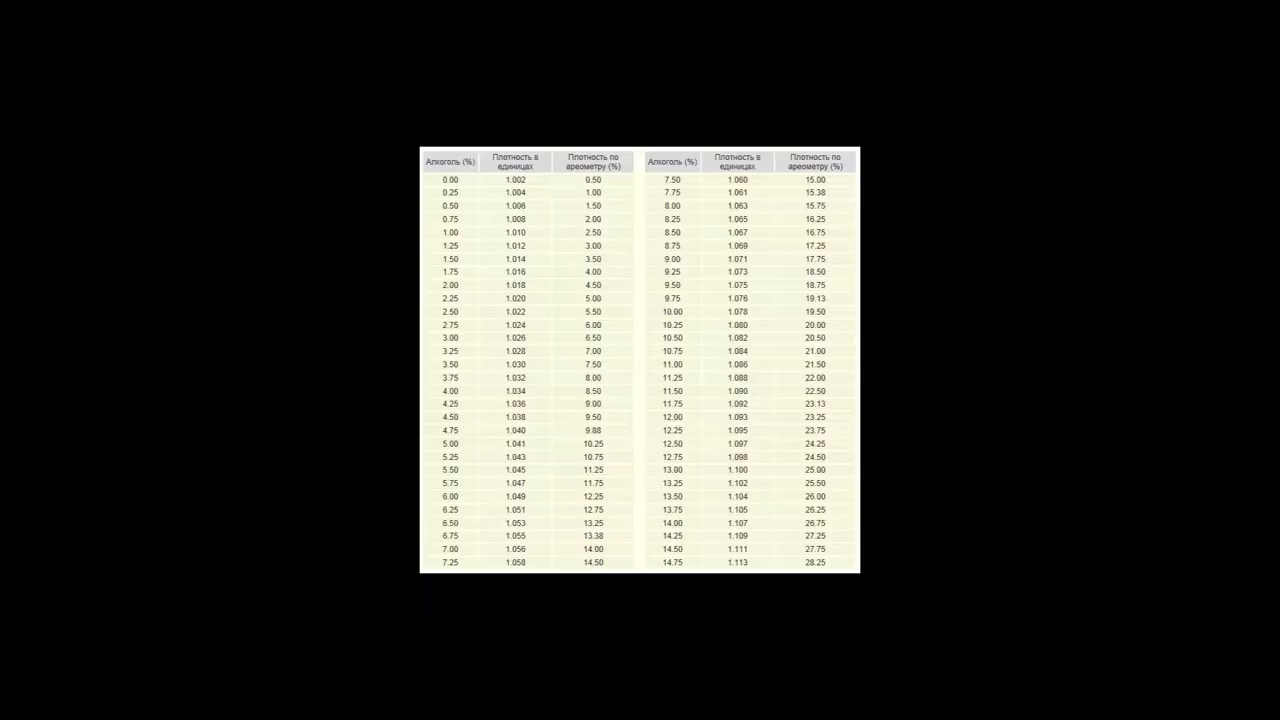 Алкоголь (%) Плотность в единицах Плотность по ареометру (%) Алкоголь (%) Плотность в единицах Плотность по ареометру (%)
0.00 1.002 0.50 7.50 1.060 15.00
0.25 1.004 1.00 7.75 1.061 15.38
0.50 1.006 1.50 8.00 1.063 15.75
0.75 1.008 2.00 8.25 1.065 16.25
1.00 1.010 2.50 8.50 1.067 16.75
1.25 1.012 3.00 8.75 1.069 17.25
1.50 1.014 3.50 9.00 1.071 17.75
1.75 1.016 4.00 9.25 1.073 18.50
2.00 1.018 4.50 9.50 1.075 18.75
2.25 1.020 5.00 9.75 1.076 19.13
2.50 1.022 5.50 10.00 1.078 19.50
2.75 1.024 6.00 10.25 1.080 20.00
3.00 1.026 6.50 10.50 1.082 20.50
3.25 1.028 7.00 10.75 1.084 21.00
3.50 1.030 7.50 11.00 1.086 21.50
3.75 1.032 8.00 11.25 1.088 22.00
4.00 1.034 8.50 11.50 1.090 22.50
4.25 1.036 9.00 11.75 1.092 23.13
4.50 1.038 9.50 12.00 1.093 23.25
4.75 1.040 9.88 12.25 1.095 23.75
5.00 1.041 10.25 12.50 1.097 24.25
5.25 1.043 10.75 12.75 1.098 24.50
5.50 1.045 11.25 13.00 1.100 25.00
5.75 1.047 11.75 13.25 1.102 25.50
6.00 1.049 12.25 13.50 1.104 26.00
6.25 1.051 12.75 13.75 1.105 26.25
6.50 1.053 13.25 14.00 1.107 26.75
6.75 1.055 13.38 14.25 1.109 27.25
7.00 1.056 14.00 14.50 1.111 27.75
7.25 1.058 14.50 14.75 1.113 28.25